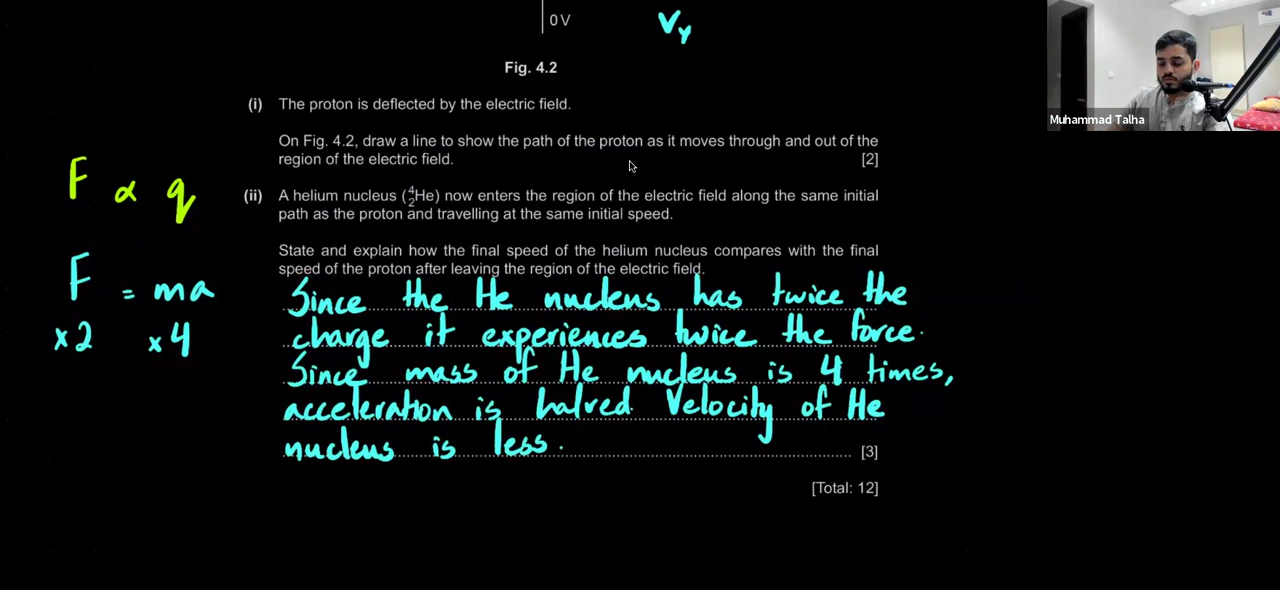 0 V
Vy
Fig. 4.2
(i) The proton is deflected by the electric field.
On Fig. 4.2, draw a line to show the path of the proton as it moves through and out of the
region of the electric field. [2]
(ii) A helium nucleus (⁴₂He) now enters the region of the electric field along the same initial
path as the proton and travelling at the same initial speed.
State and explain how the final speed of the helium nucleus compares with the final
speed of the proton after leaving the region of the electric field.
Since the He nucleus has twice the
charge it experiences twice the force.
Since mass of He nucleus is 4 times,
acceleration is halved. Velocity of He
nucleus is less. [3]
[Total: 12]
F ∝ q
F = ma
×2 ×4
Muhammad Talha